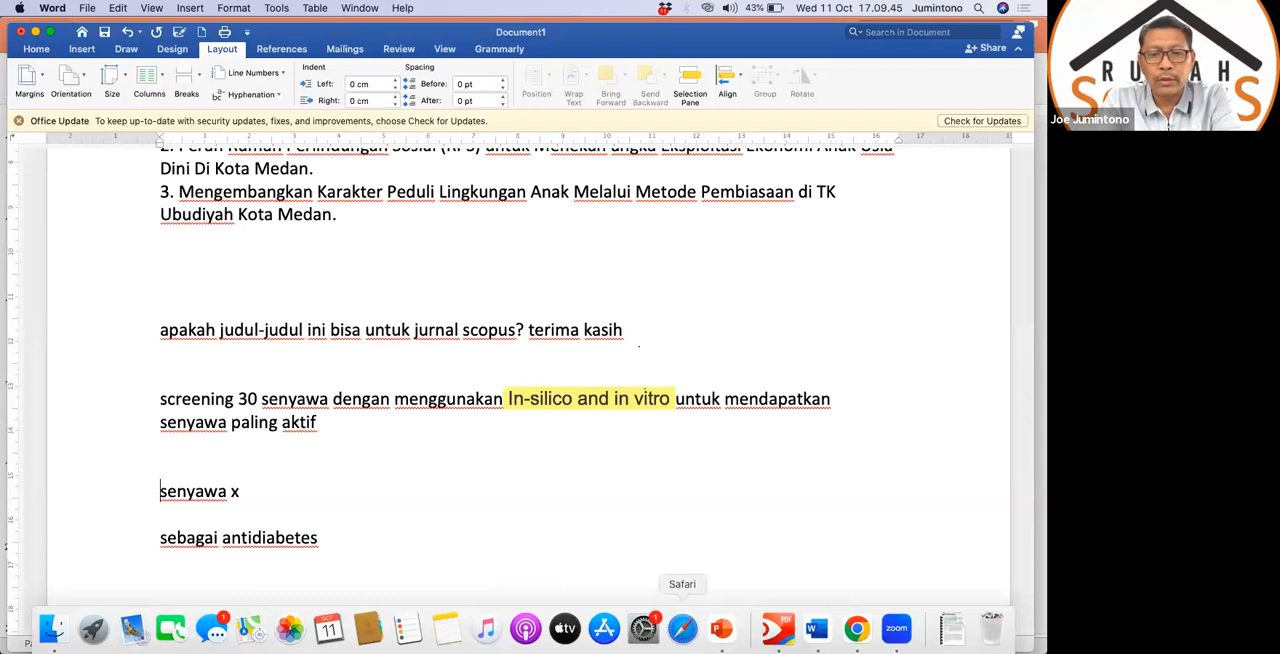 Word File Edit View Insert Format Tools Table Window Help 43% Wed 11 Oct 17.09.45 Jumintono
Document1
Search in Document
Home Insert Draw Design Layout References Mailings Review View Grammarly
Share
Indent Spacing
Margins Orientation Size Columns Breaks
Line Numbers
Hyphenation
Left: 0 cm
Right: 0 cm
Before: 0 pt
After: 0 pt
Position Wrap Text Bring Forward Send Backward Selection Pane Align Group Rotate
Office Update To keep up-to-date with security updates, fixes, and improvements, choose Check for Updates. Check for Updates
Dini Di Kota Medan.
3. Mengembangkan Karakter Peduli Lingkungan Anak Melalui Metode Pembiasaan di TK
Ubudiyah Kota Medan.
apakah judul-judul ini bisa untuk jurnal scopus? terima kasih
screening 30 senyawa dengan menggunakan In-silico and in vitro untuk mendapatkan
senyawa paling aktif
senyawa x
sebagai antidiabetes
Safari
OCT
11
tv
PDF
zoom
Joe Jumintono